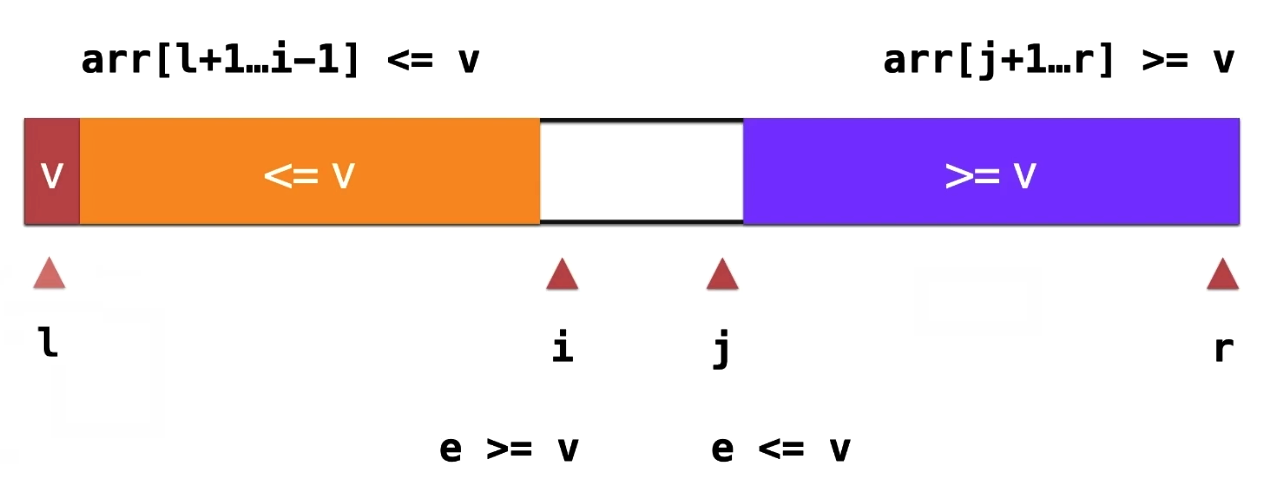 arr[l+1…i-1] <= v arr[j+1…r] >= v
v <= v >= v
l i j r
e >= v e <= v